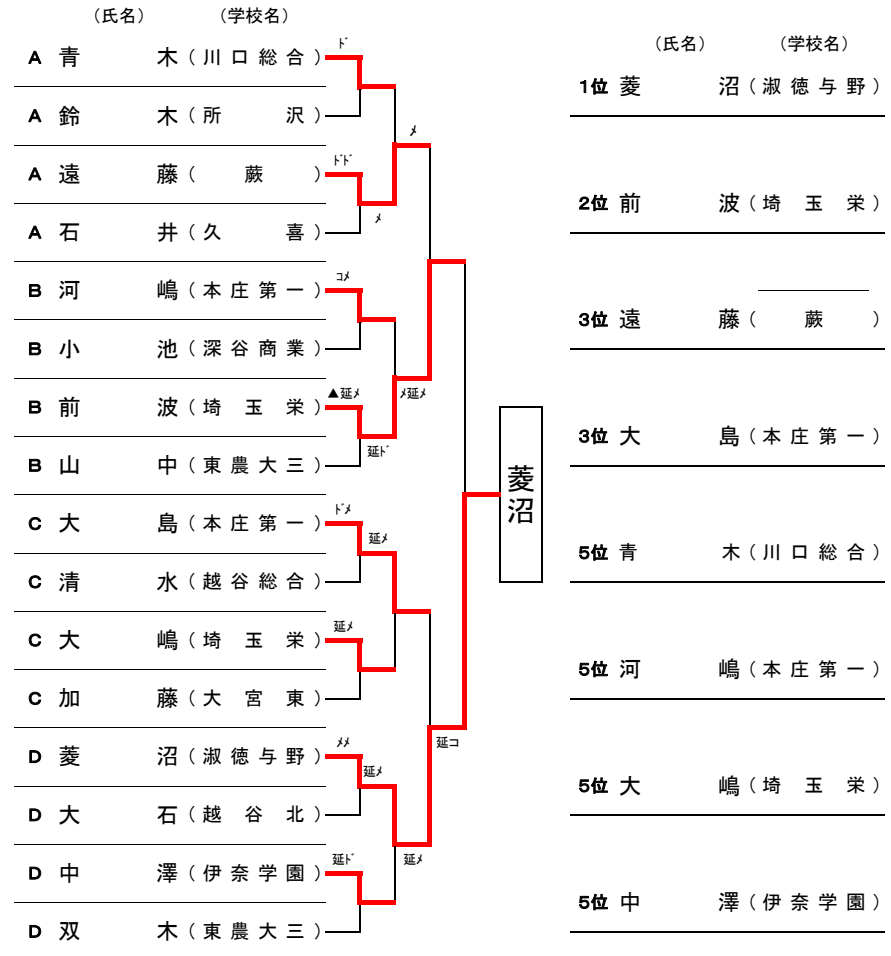 （氏名） （学校名）
A 青木（川口総合）
ﾄﾞ
A 鈴木（所沢）
ﾒ
A 遠藤（蕨）
ﾄﾞﾄﾞ
ﾒ
A 石井（久喜）
B 河嶋（本庄第一）
コﾒ
B 小池（深谷商業）
B 前波（埼玉栄）
▲延ﾒ
ﾒ延ﾒ
延ﾄﾞ
B 山中（東農大三）
C 大島（本庄第一）
ﾄﾞﾒ
延ﾒ
C 清水（越谷総合）
C 大嶋（埼玉栄）
延ﾒ
C 加藤（大宮東）
D 菱沼（淑徳与野）
ﾒﾒ
延ﾒ
延コ
D 大石（越谷北）
D 中澤（伊奈学園）
延ﾄﾞ
延ﾒ
D 双木（東農大三）
菱沼
（氏名） （学校名）
1位 菱沼（淑徳与野）
2位 前波（埼玉栄）
3位 遠藤（蕨）
3位 大島（本庄第一）
5位 青木（川口総合）
5位 河嶋（本庄第一）
5位 大嶋（埼玉栄）
5位 中澤（伊奈学園）